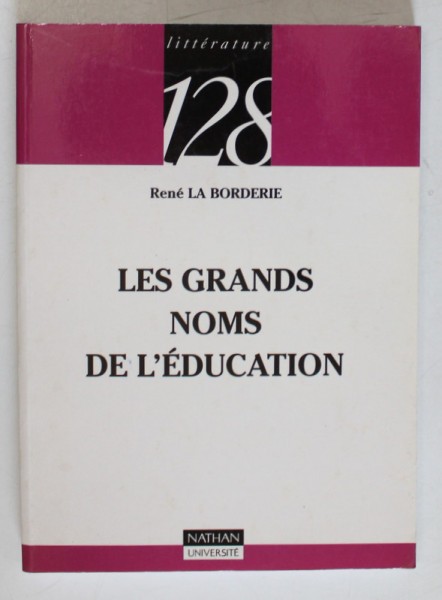 littérature
128
René LA BORDERIE
LES GRANDS
NOMS
DE L'ÉDUCATION
NATHAN
UNIVERSITÉ